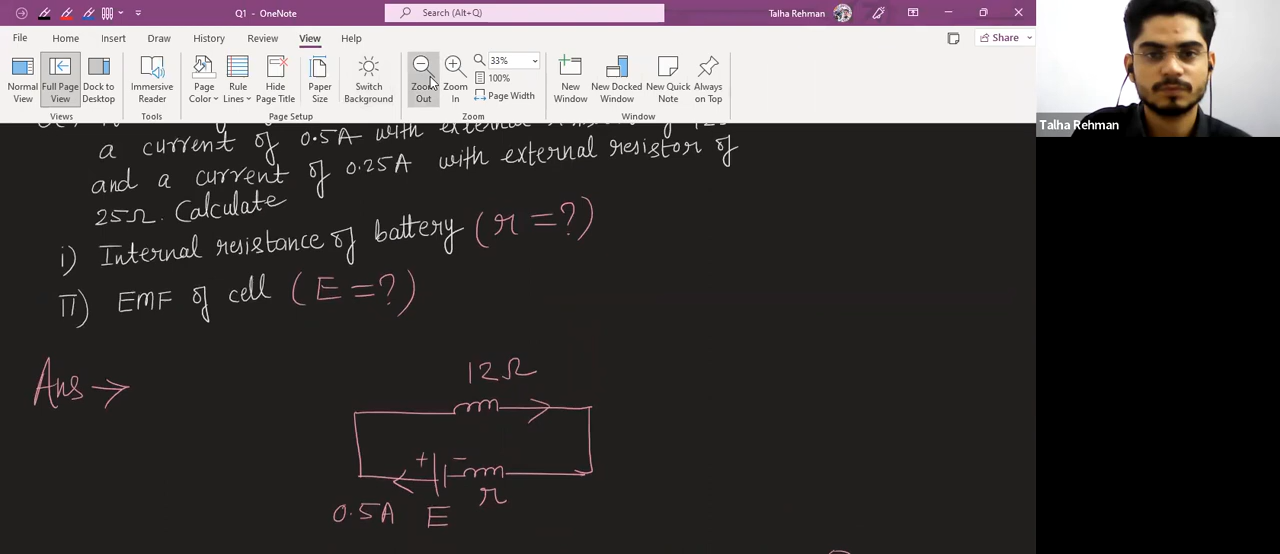 Q1 - OneNote
Search (Alt+Q)
Talha Rehman
File Home Insert Draw History Review View Help
Share
33%
100%
Page Width
Normal View
Full Page View
Dock to Desktop
Immersive Reader
Page Color
Rule Lines
Hide Page Title
Paper Size
Switch Background
Zoom Out
Zoom In
New Window
New Docked Window
New Quick Note
Always on Top
Views Tools Page Setup Zoom Window
Talha Rehman
a current of 0.5A with external
and a current of 0.25A with external resistor of
25Ω. Calculate
i) Internal resistance of battery (r = ?)
II) EMF of cell (E = ?)
Ans →
12Ω
+ -
r
0.5A E